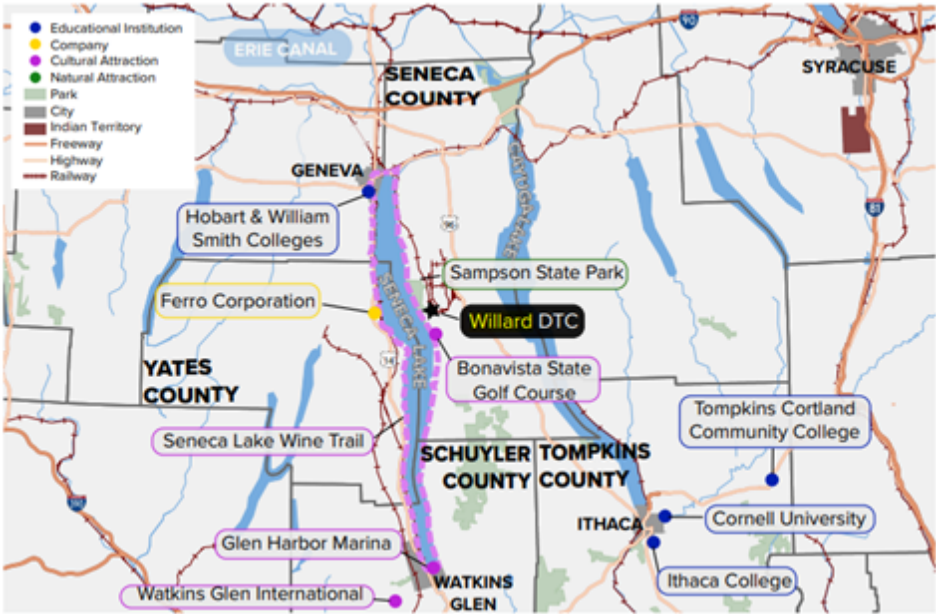 Educational Institution
Company
Cultural Attraction
Natural Attraction
Park
City
Indian Territory
Freeway
Highway
Railway
ERIE CANAL
90
SENECA
COUNTY
SYRACUSE
GENEVA
CAYUGA LAKE
81
Hobart & William
Smith Colleges
96
Sampson State Park
Ferro Corporation
SENECA LAKE
Willard DTC
14
Bonavista State
Golf Course
YATES
COUNTY
Tompkins Cortland
Community College
Seneca Lake Wine Trail
SCHUYLER
COUNTY
TOMPKINS
COUNTY
ITHACA
Cornell University
Glen Harbor Marina
Ithaca College
WATKINS
GLEN
Watkins Glen International